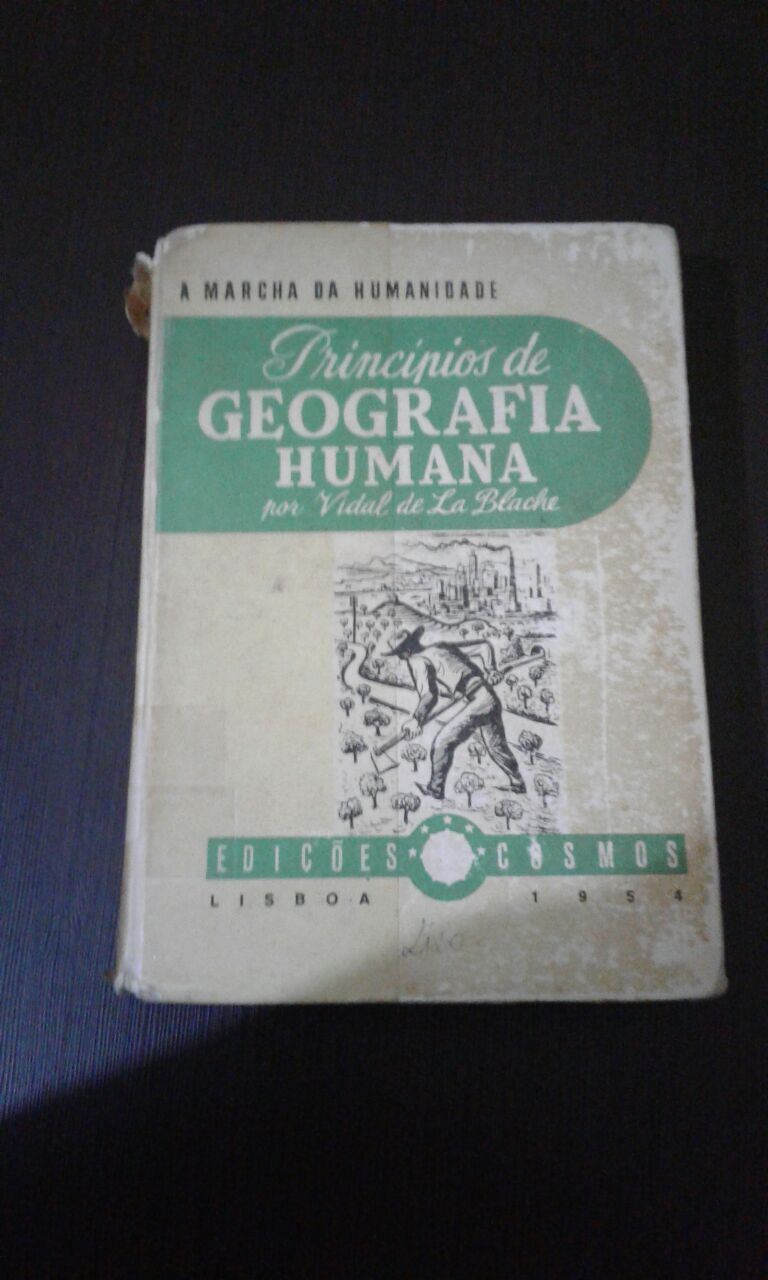 A MARCHA DA HUMANIDADE
Princípios de
GEOGRAFIA
HUMANA
por Vidal de La Blache
EDIÇÕES COSMOS
LISBOA 1954